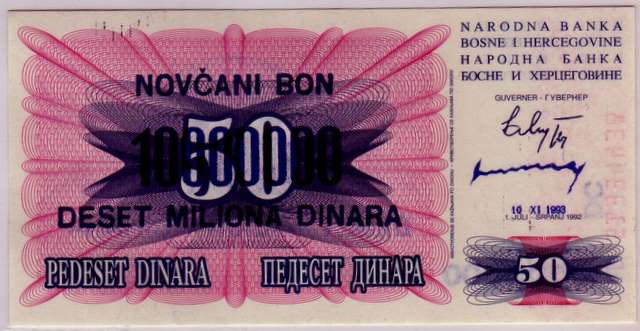 NARODNA BANKA
BOSNE I HERCEGOVINE
НАРОДНА БАНКА
БОСНЕ И ХЕРЦЕГОВИНЕ
NOVČANI BON
GUVERNER - ГУВЕРНЕР
50
DESET MILIONA DINARA
10 XI 1993
1. JULI - SRPANJ 1992
PEDESET DINARA
ПЕДЕСЕТ ДИНАРА
50